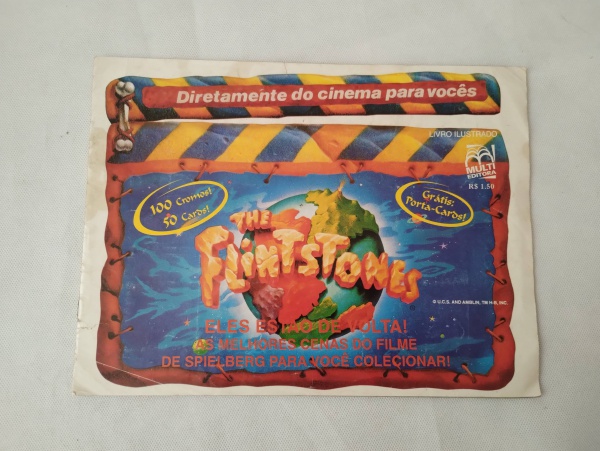 Diretamente do cinema para vocês
LIVRO ILUSTRADO
MULTI
EDITORA
R$ 1.50
100 Cromos!
50 Cards!
Grátis:
Porta-Cards!
THE
FLINTSTONES
© U.C.S. AND AMBLIN, TM H-B, INC.
ELES ESTÃO DE VOLTA!
AS MELHORES CENAS DO FILME
DE SPIELBERG PARA VOCÊ COLECIONAR!